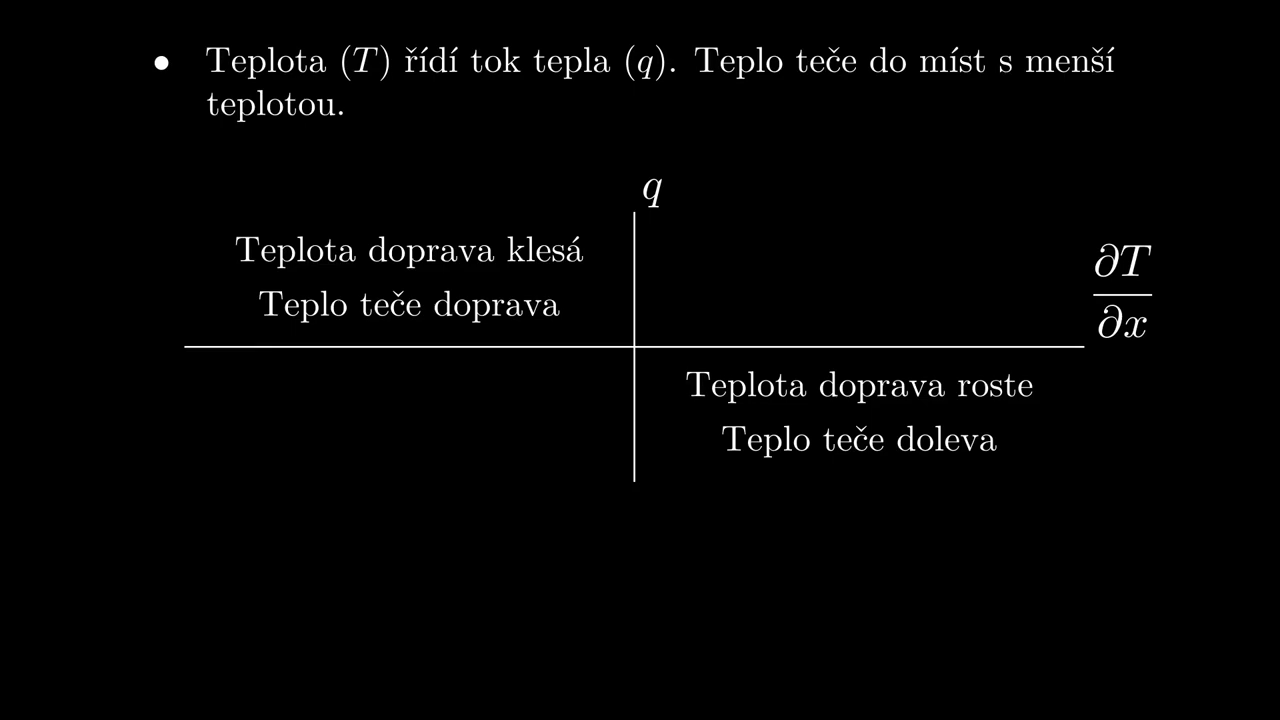 • Teplota (T) řídí tok tepla (q). Teplo teče do míst s menší
teplotou.
q
Teplota doprava klesá
Teplo teče doprava
∂T
∂x
Teplota doprava roste
Teplo teče doleva